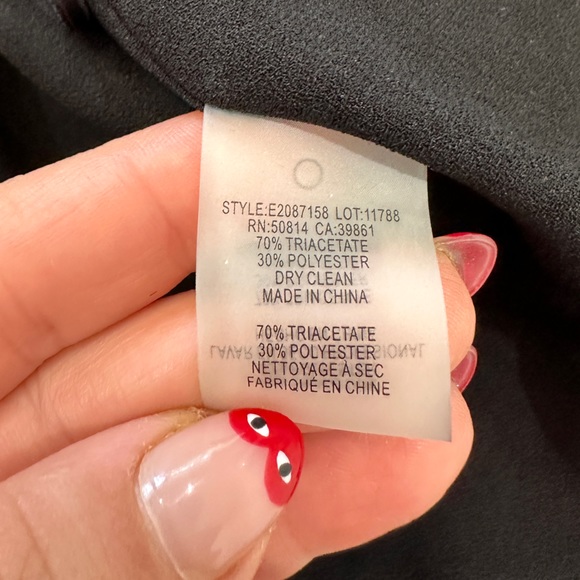 STYLE:E2087158 LOT:11788
RN:50814 CA:39861
70% TRIACETATE
30% POLYESTER
DRY CLEAN
MADE IN CHINA
70% TRIACETATE
30% POLYESTER
NETTOYAGE À SEC
FABRIQUÉ EN CHINE